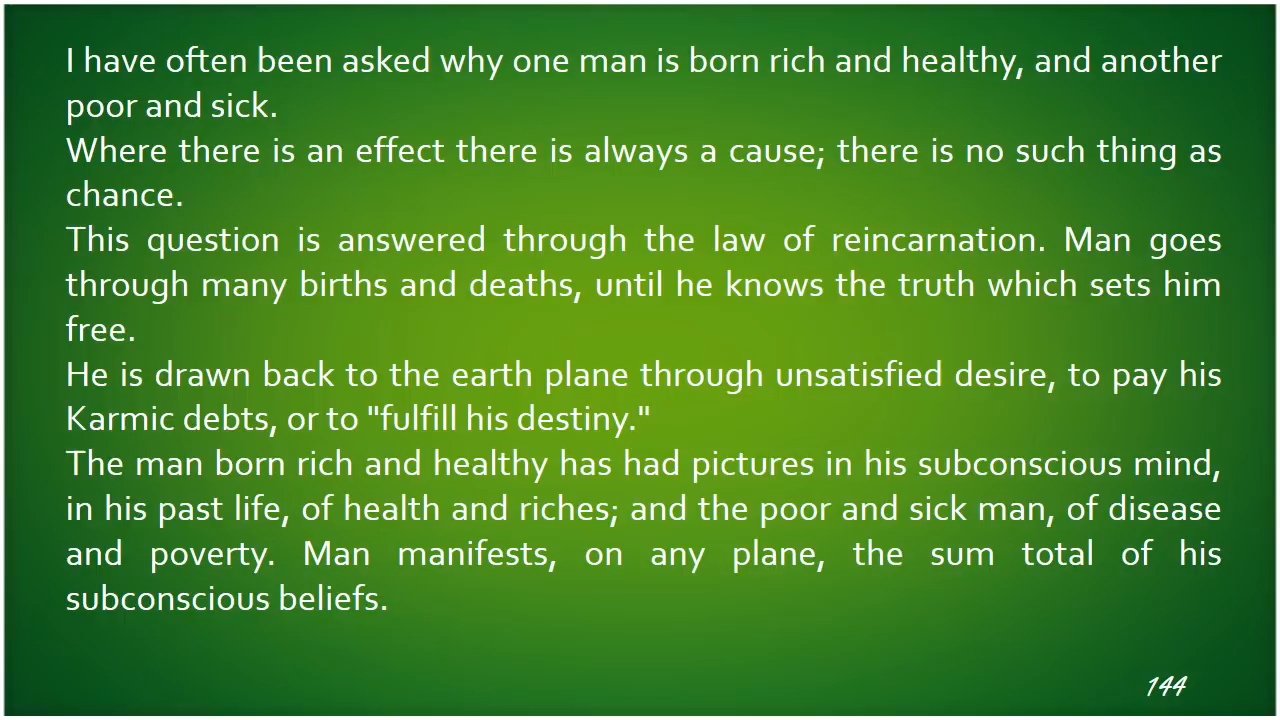 I have often been asked why one man is born rich and healthy, and another
poor and sick.
Where there is an effect there is always a cause; there is no such thing as
chance.
This question is answered through the law of reincarnation. Man goes
through many births and deaths, until he knows the truth which sets him
free.
He is drawn back to the earth plane through unsatisfied desire, to pay his
Karmic debts, or to "fulfill his destiny."
The man born rich and healthy has had pictures in his subconscious mind,
in his past life, of health and riches; and the poor and sick man, of disease
and poverty. Man manifests, on any plane, the sum total of his
subconscious beliefs.
144